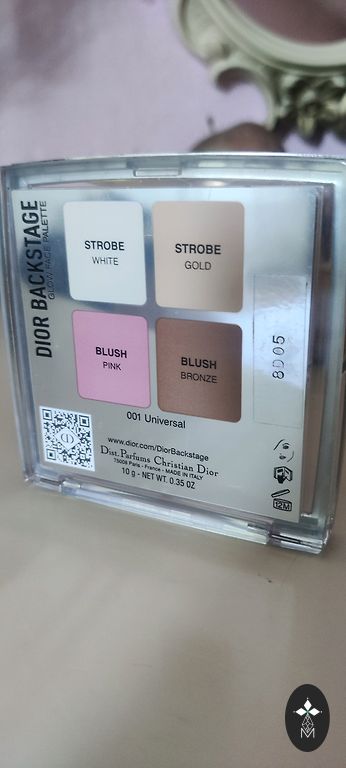 DIOR BACKSTAGE
GLOW FACE PALETTE
STROBE
WHITE
STROBE
GOLD
BLUSH
PINK
BLUSH
BRONZE
8D05
001 Universal
www.dior.com/DiorBackstage
Dist.Parfums Christian Dior
75008 Paris - France - MADE IN ITALY
10 g - NET WT. 0.35 OZ
12M
M